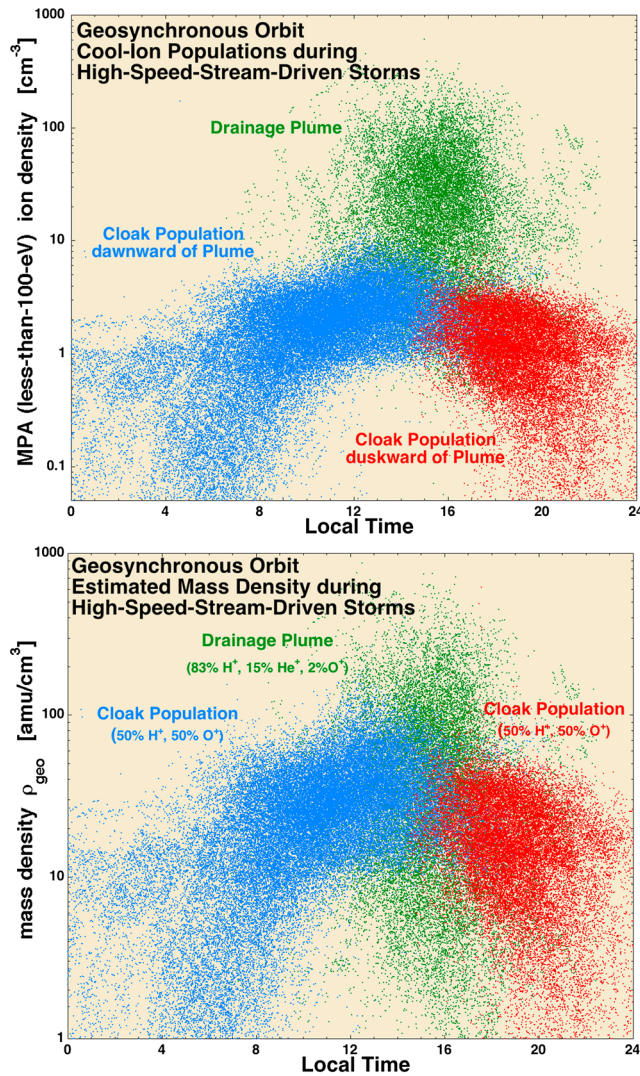 Geosynchronous Orbit
Cool-Ion Populations during
High-Speed-Stream-Driven Storms
Drainage Plume
Cloak Population
dawnward of Plume
Cloak Population
duskward of Plume
MPA (less-than-100-eV) ion density [cm⁻³]
1000
100
10
1
0.1
0 4 8 12 16 20 24
Local Time
Geosynchronous Orbit
Estimated Mass Density during
High-Speed-Stream-Driven Storms
Drainage Plume
(83% H⁺, 15% He⁺, 2%O⁺)
Cloak Population
(50% H⁺, 50% O⁺)
Cloak Population
(50% H⁺, 50% O⁺)
mass density ρgeo [amu/cm³]
1000
100
10
1
0 4 8 12 16 20 24
Local Time